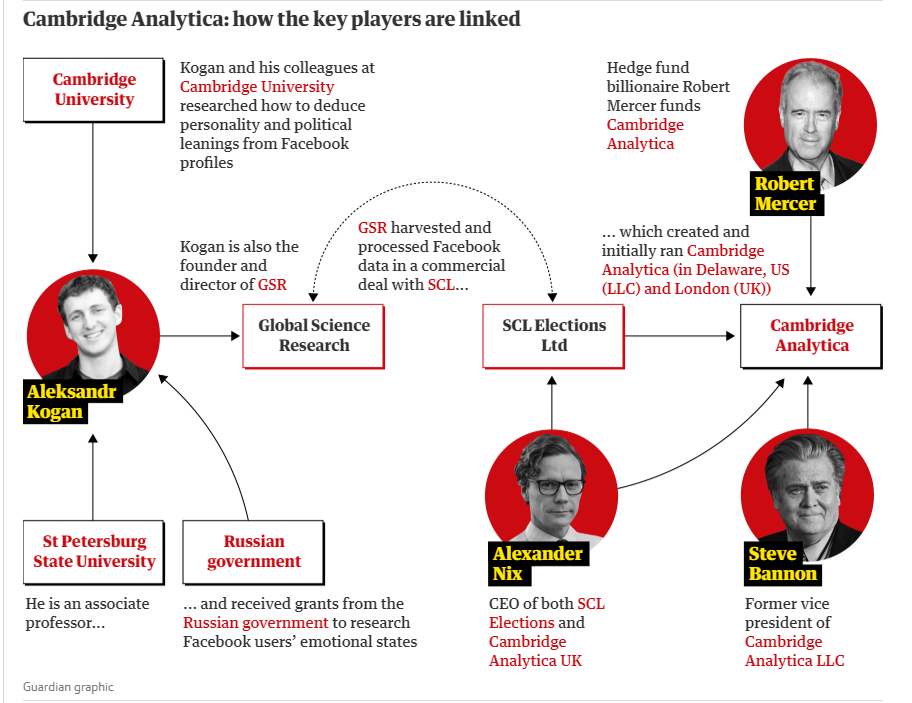 Cambridge Analytica: how the key players are linked
Cambridge
University
Kogan and his colleagues at
Cambridge University
researched how to deduce
personality and political
leanings from Facebook
profiles
Hedge fund
billionaire Robert
Mercer funds
Cambridge
Analytica
Robert
Mercer
Kogan is also the
founder and
director of GSR
GSR harvested and
processed Facebook
data in a commercial
deal with SCL...
... which created and
initially ran Cambridge
Analytica (in Delaware, US
(LLC) and London (UK))
Aleksandr
Kogan
Global Science
Research
SCL Elections
Ltd
Cambridge
Analytica
St Petersburg
State University
Russian
government
Alexander
Nix
Steve
Bannon
He is an associate
professor...
... and received grants from the
Russian government to research
Facebook users’ emotional states
CEO of both SCL
Elections and
Cambridge
Analytica UK
Former vice
president of
Cambridge
Analytica LLC
Guardian graphic